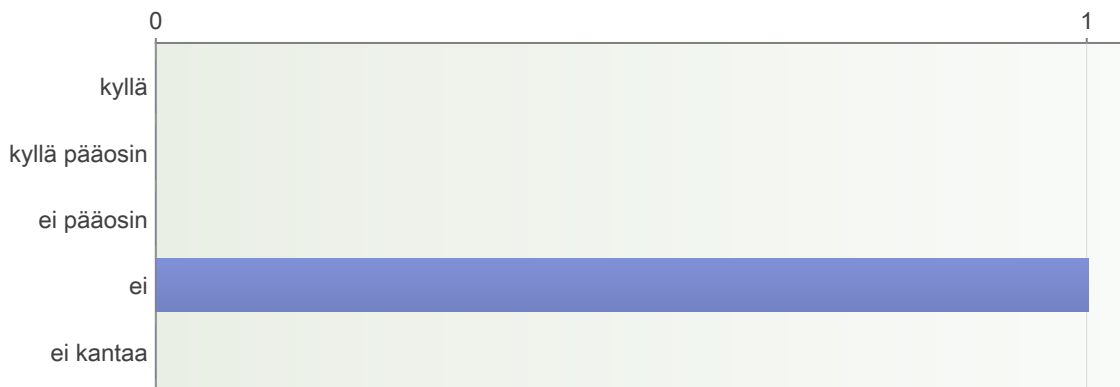 0 1
kyllä
kyllä pääosin
ei pääosin
ei
ei kantaa